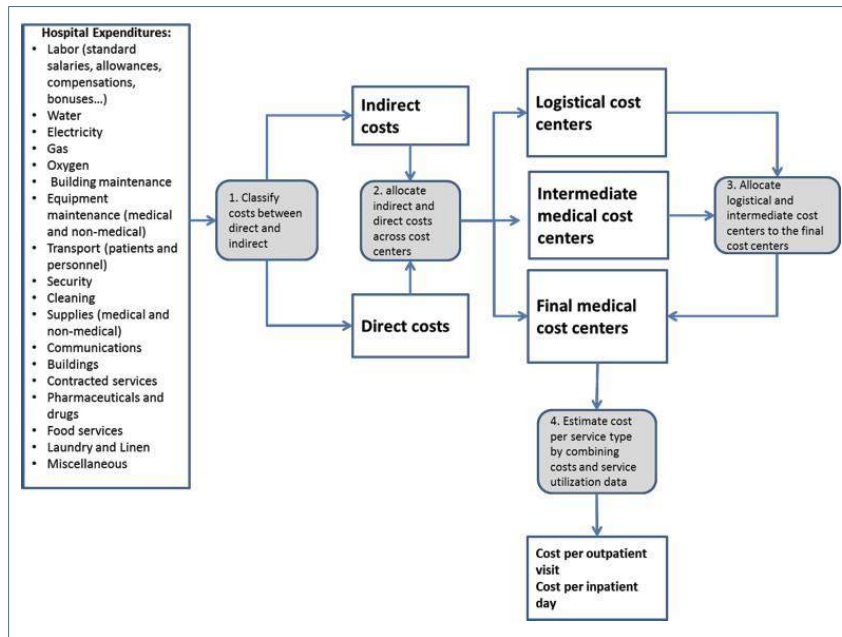 Hospital Expenditures:
• Labor (standard
salaries, allowances,
compensations,
bonuses…)
• Water
• Electricity
• Gas
• Oxygen
• Building maintenance
• Equipment
maintenance (medical
and non-medical)
• Transport (patients and
personnel)
• Security
• Cleaning
• Supplies (medical and
non-medical)
• Communications
• Buildings
• Contracted services
• Pharmaceuticals and
drugs
• Food services
• Laundry and Linen
• Miscellaneous
1. Classify
costs between
direct and
indirect
Indirect
costs
2. allocate
indirect and
direct costs
across cost
centers
Direct costs
Logistical cost
centers
Intermediate
medical cost
centers
Final medical
cost centers
3. Allocate
logistical and
intermediate cost
centers to the final
cost centers
4. Estimate cost
per service type
by combining
costs and service
utilization data
Cost per outpatient
visit
Cost per inpatient
day